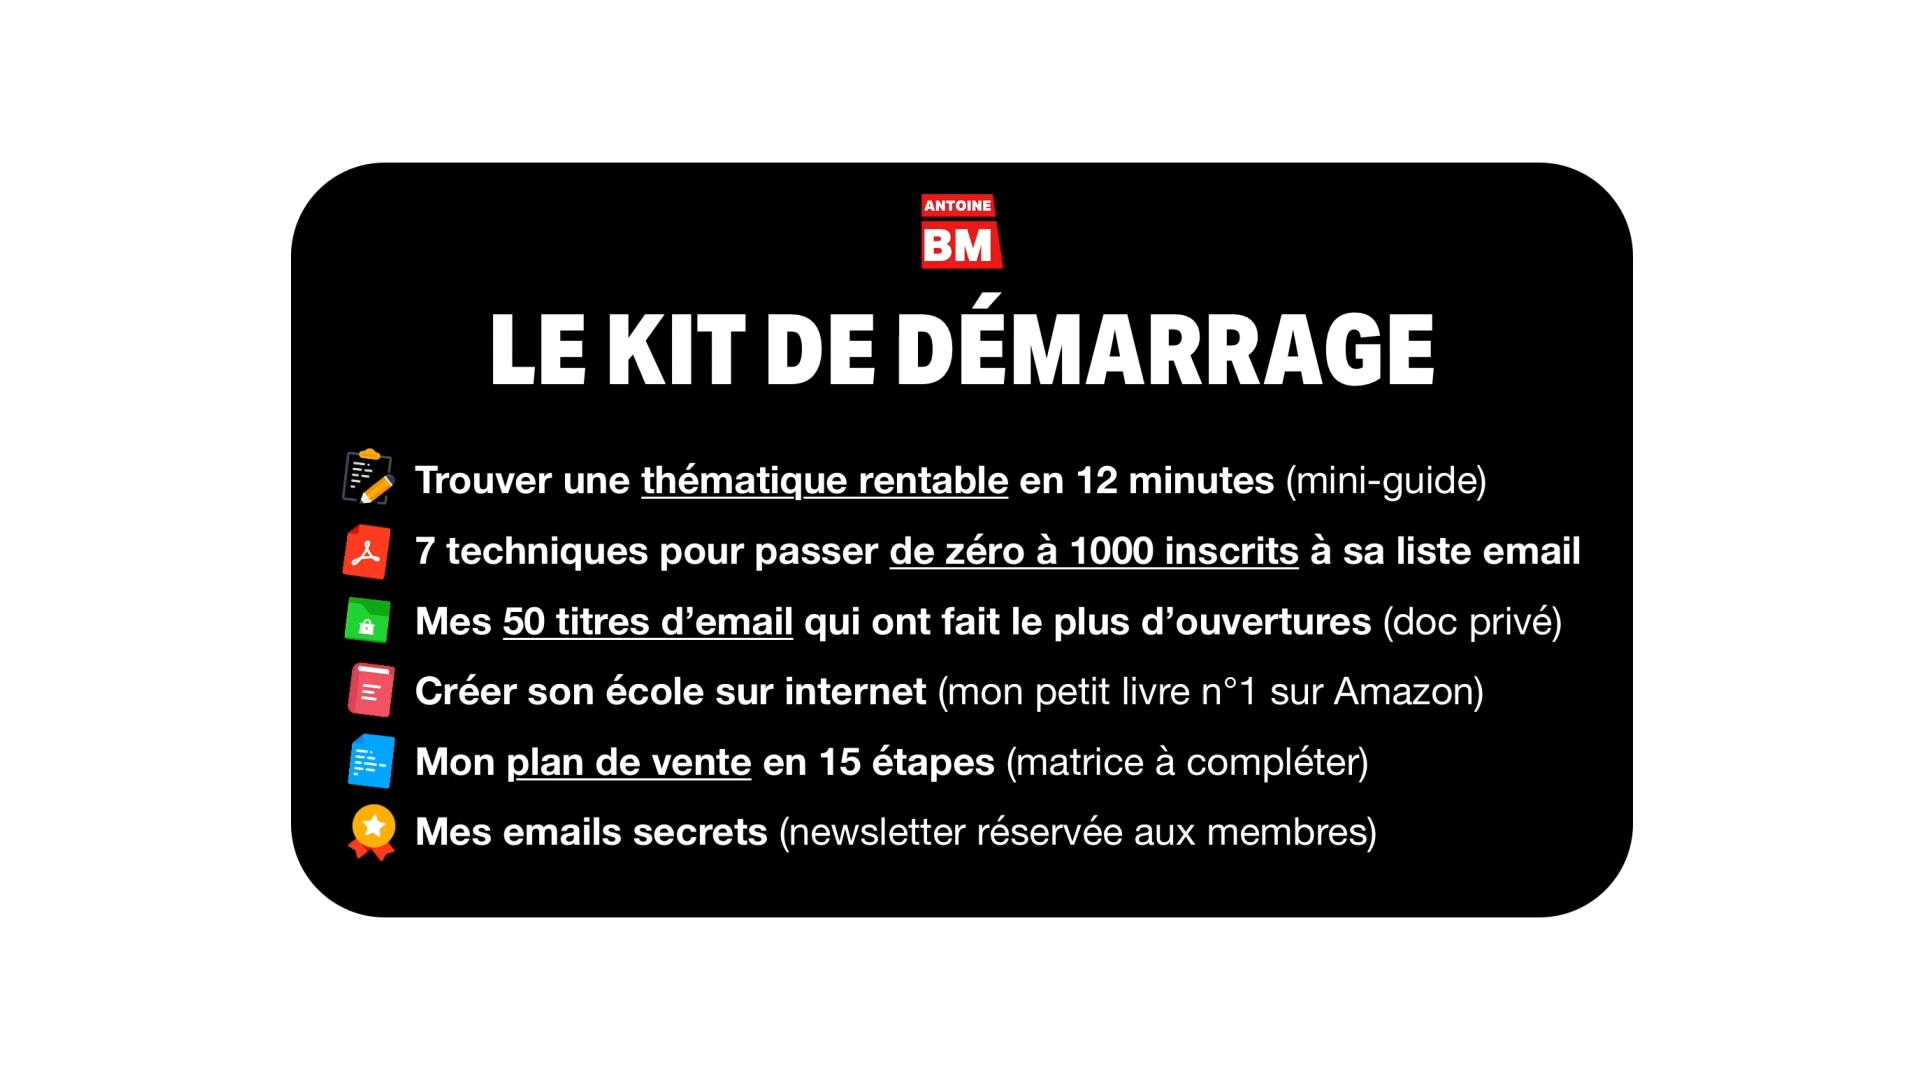 ANTOINE
BM
LE KIT DE DÉMARRAGE
Trouver une thématique rentable en 12 minutes (mini-guide)
7 techniques pour passer de zéro à 1000 inscrits à sa liste email
Mes 50 titres d’email qui ont fait le plus d’ouvertures (doc privé)
Créer son école sur internet (mon petit livre n°1 sur Amazon)
Mon plan de vente en 15 étapes (matrice à compléter)
Mes emails secrets (newsletter réservée aux membres)